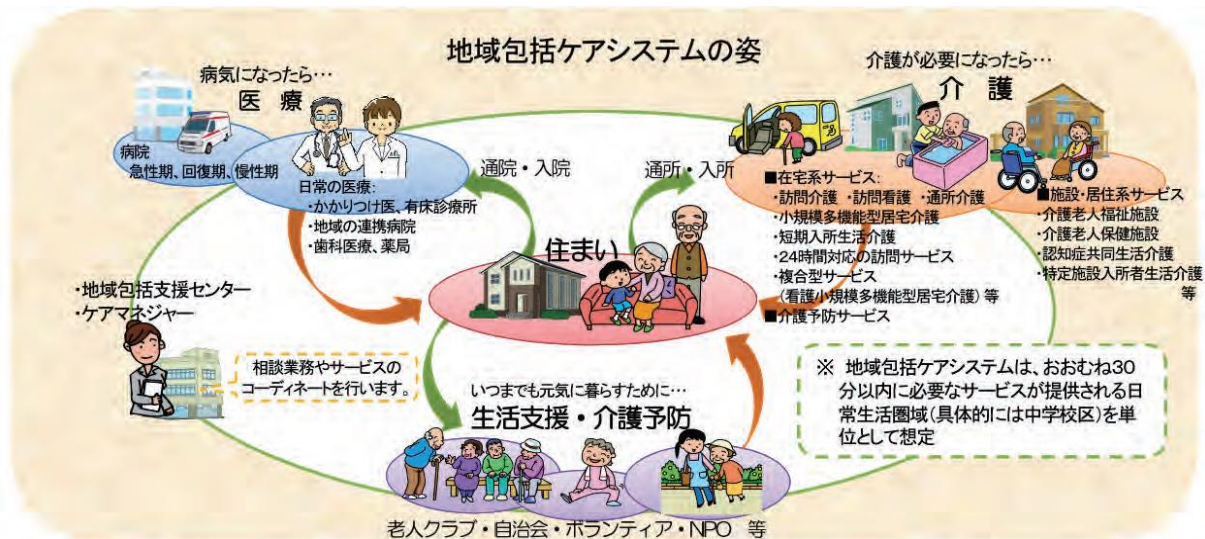 地域包括ケアシステムの姿
病気になったら…
医 療
病院
急性期、回復期、慢性期
日常の医療:
・かかりつけ医、有床診療所
・地域の連携病院
・歯科医療、薬局
通院・入院
通所・入所
介護が必要になったら…
介 護
■在宅系サービス:
・訪問介護 ・訪問看護 ・通所介護
・小規模多機能型居宅介護
・短期入所生活介護
・24時間対応の訪問サービス
・複合型サービス
(看護小規模多機能型居宅介護)等
■介護予防サービス
■施設・居住系サービス
・介護老人福祉施設
・介護老人保健施設
・認知症共同生活介護
・特定施設入所者生活介護
等
住まい
・地域包括支援センター
・ケアマネジャー
相談業務やサービスの
コーディネートを行います。
いつまでも元気に暮らすために…
生活支援・介護予防
老人クラブ・自治会・ボランティア・NPO 等
※ 地域包括ケアシステムは、おおむね30
分以内に必要なサービスが提供される日
常生活圏域(具体的には中学校区)を単
位として想定